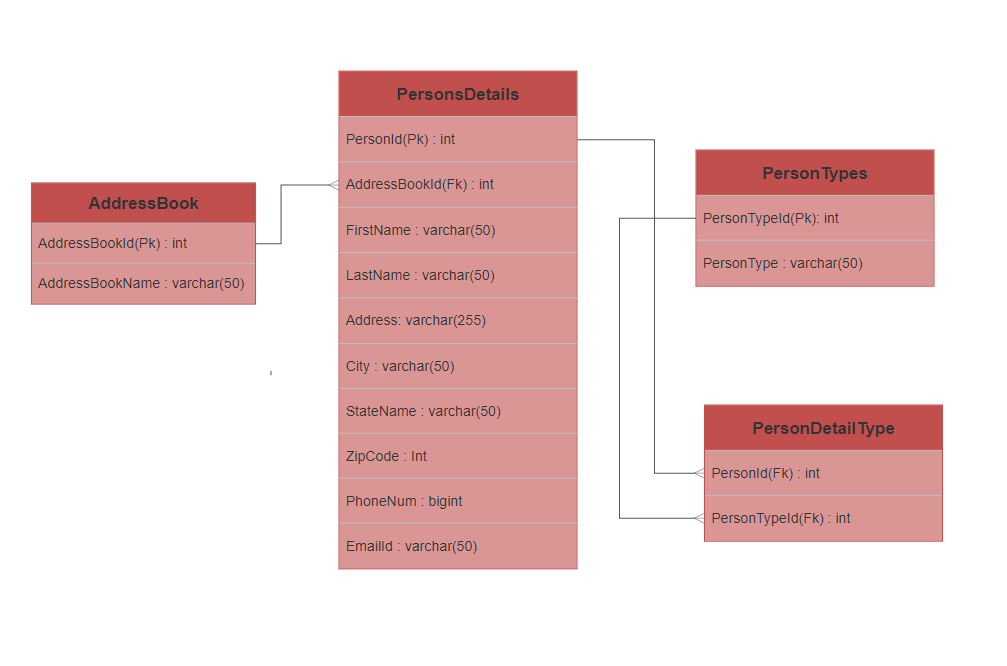 PersonsDetails
PersonId(Pk) : int
AddressBookId(Fk) : int
FirstName : varchar(50)
LastName : varchar(50)
Address: varchar(255)
City : varchar(50)
StateName : varchar(50)
ZipCode : Int
PhoneNum : bigint
EmailId : varchar(50)
AddressBook
AddressBookId(Pk) : int
AddressBookName : varchar(50)
PersonTypes
PersonTypeId(Pk): int
PersonType : varchar(50)
PersonDetailType
PersonId(Fk) : int
PersonTypeId(Fk) : int